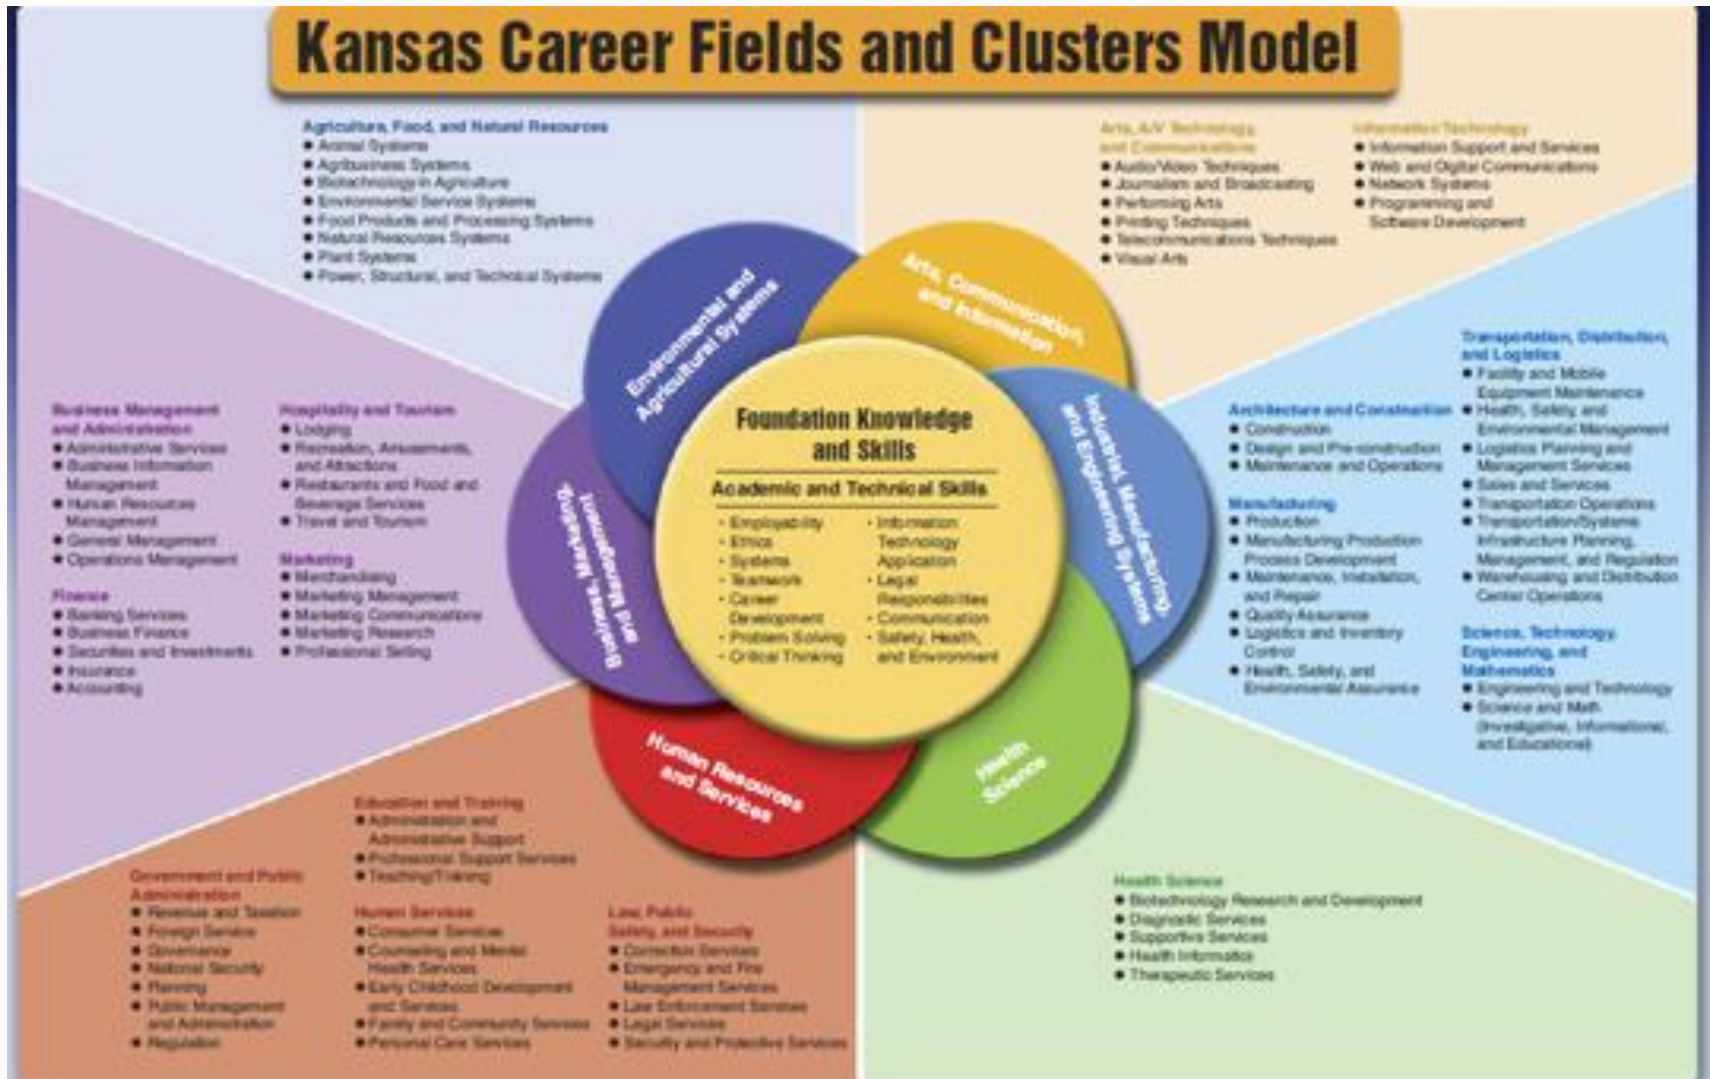 Kansas Career Fields and Clusters Model
Agriculture, Food, and Natural Resources
● Animal Systems
● Agribusiness Systems
● Biotechnology in Agriculture
● Environmental Service Systems
● Food Products and Processing Systems
● Natural Resources Systems
● Plant Systems
● Power, Structural, and Technical Systems
Arts, A/V Technology,
and Communications
● Audio/Video Techniques
● Journalism and Broadcasting
● Performing Arts
● Printing Techniques
● Telecommunications Techniques
● Visual Arts
Information Technology
● Information Support and Services
● Web and Digital Communications
● Network Systems
● Programming and
Software Development
Environmental and
Agricultural Systems
Arts, Communication,
and Information
Business, Marketing,
and Management
Industrial, Manufacturing,
and Engineering Systems
Human Resources
and Services
Health
Science
Foundation Knowledge
and Skills
Academic and Technical Skills
· Employability
· Ethics
· Systems
· Teamwork
· Career
Development
· Problem Solving
· Critical Thinking
· Information
Technology
Application
· Legal
Responsibilities
· Communication
· Safety, Health,
and Environment
Business Management
and Administration
● Administrative Services
● Business Information
Management
● Human Resources
Management
● General Management
● Operations Management
Finance
● Banking Services
● Business Finance
● Securities and Investments
● Insurance
● Accounting
Hospitality and Tourism
● Lodging
● Recreation, Amusements,
and Attractions
● Restaurants and Food and
Beverage Services
● Travel and Tourism
Marketing
● Merchandising
● Marketing Management
● Marketing Communications
● Marketing Research
● Professional Selling
Architecture and Construction
● Construction
● Design and Pre-construction
● Maintenance and Operations
Manufacturing
● Production
● Manufacturing Production
Process Development
● Maintenance, Installation,
and Repair
● Quality Assurance
● Logistics and Inventory
Control
● Health, Safety, and
Environmental Assurance
Transportation, Distribution,
and Logistics
● Facility and Mobile
Equipment Maintenance
● Health, Safety, and
Environmental Management
● Logistics Planning and
Management Services
● Sales and Services
● Transportation Operations
● Transportation/Systems
Infrastructure Planning,
Management, and Regulation
● Warehousing and Distribution
Center Operations
Science, Technology,
Engineering, and
Mathematics
● Engineering and Technology
● Science and Math
(Investigative, Informational,
and Educational)
Government and Public
Administration
● Revenue and Taxation
● Foreign Service
● Governance
● National Security
● Planning
● Public Management
and Administration
● Regulation
Education and Training
● Administration and
Administrative Support
● Professional Support Services
● Teaching/Training
Human Services
● Consumer Services
● Counseling and Mental
Health Services
● Early Childhood Development
and Services
● Family and Community Services
● Personal Care Services
Law, Public
Safety, and Security
● Correction Services
● Emergency and Fire
Management Services
● Law Enforcement Services
● Legal Services
● Security and Protective Services
Health Science
● Biotechnology Research and Development
● Diagnostic Services
● Supportive Services
● Health Informatics
● Therapeutic Services